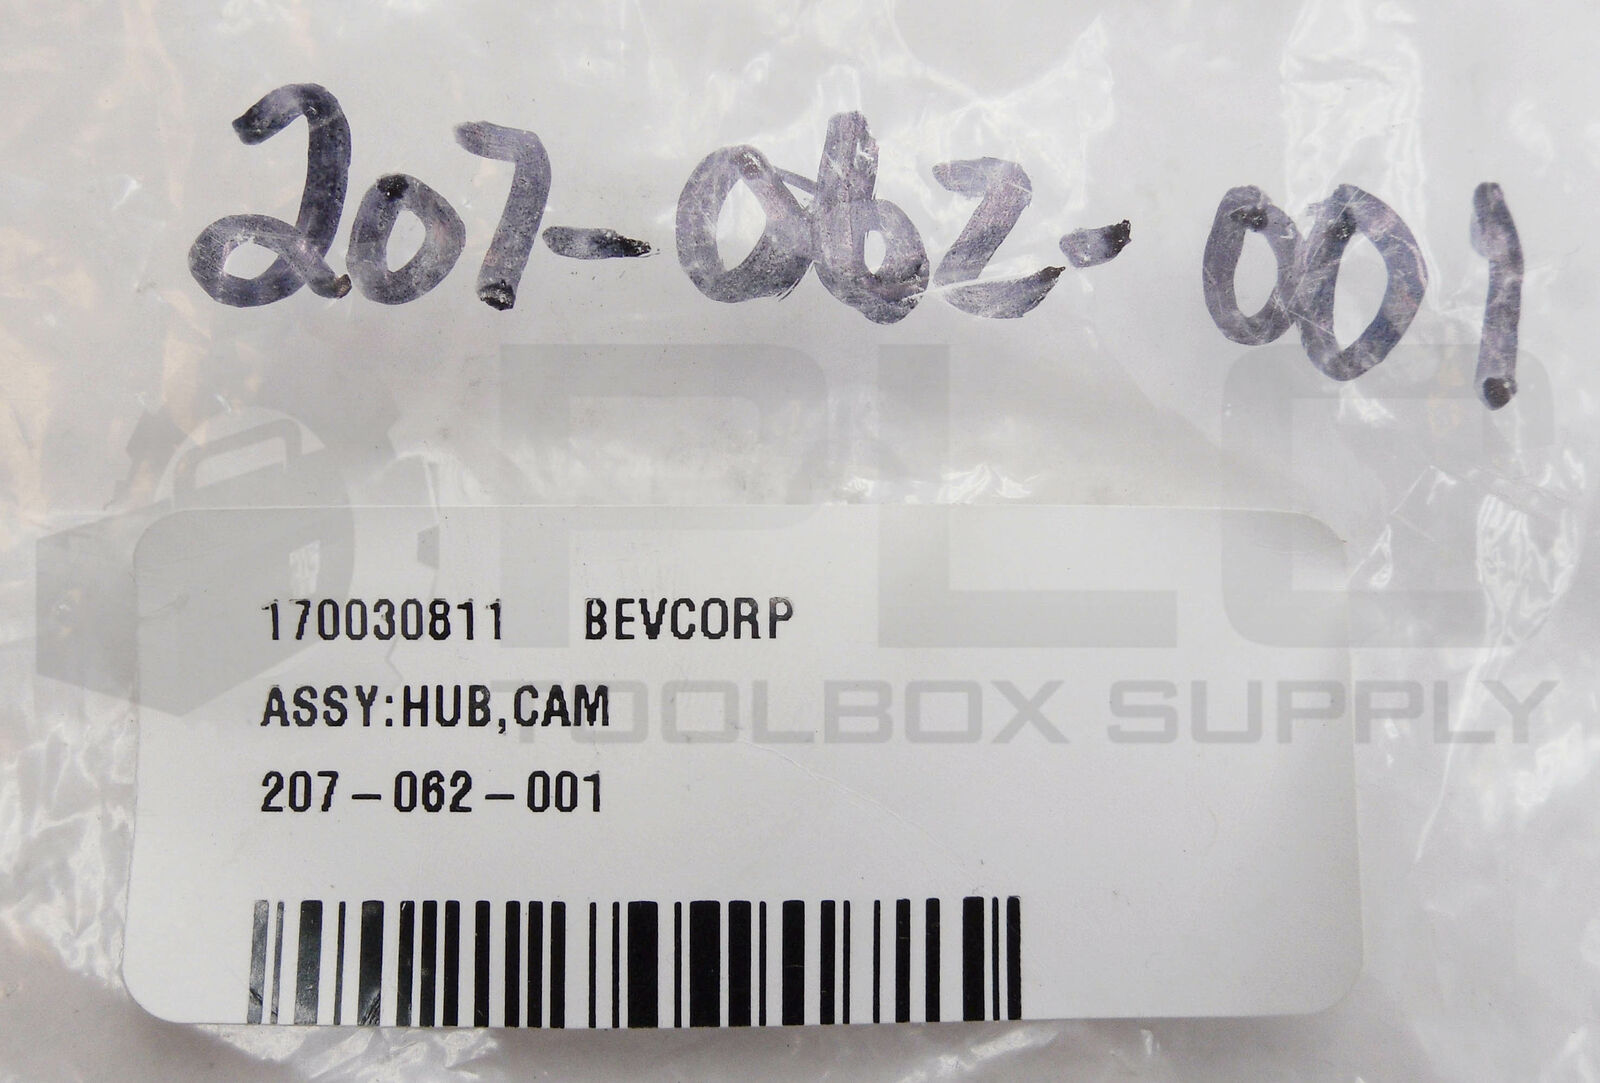 207-062-001
PLC
TOOLBOX SUPPLY
170030811 BEVCORP
ASSY:HUB,CAM
207-062-001